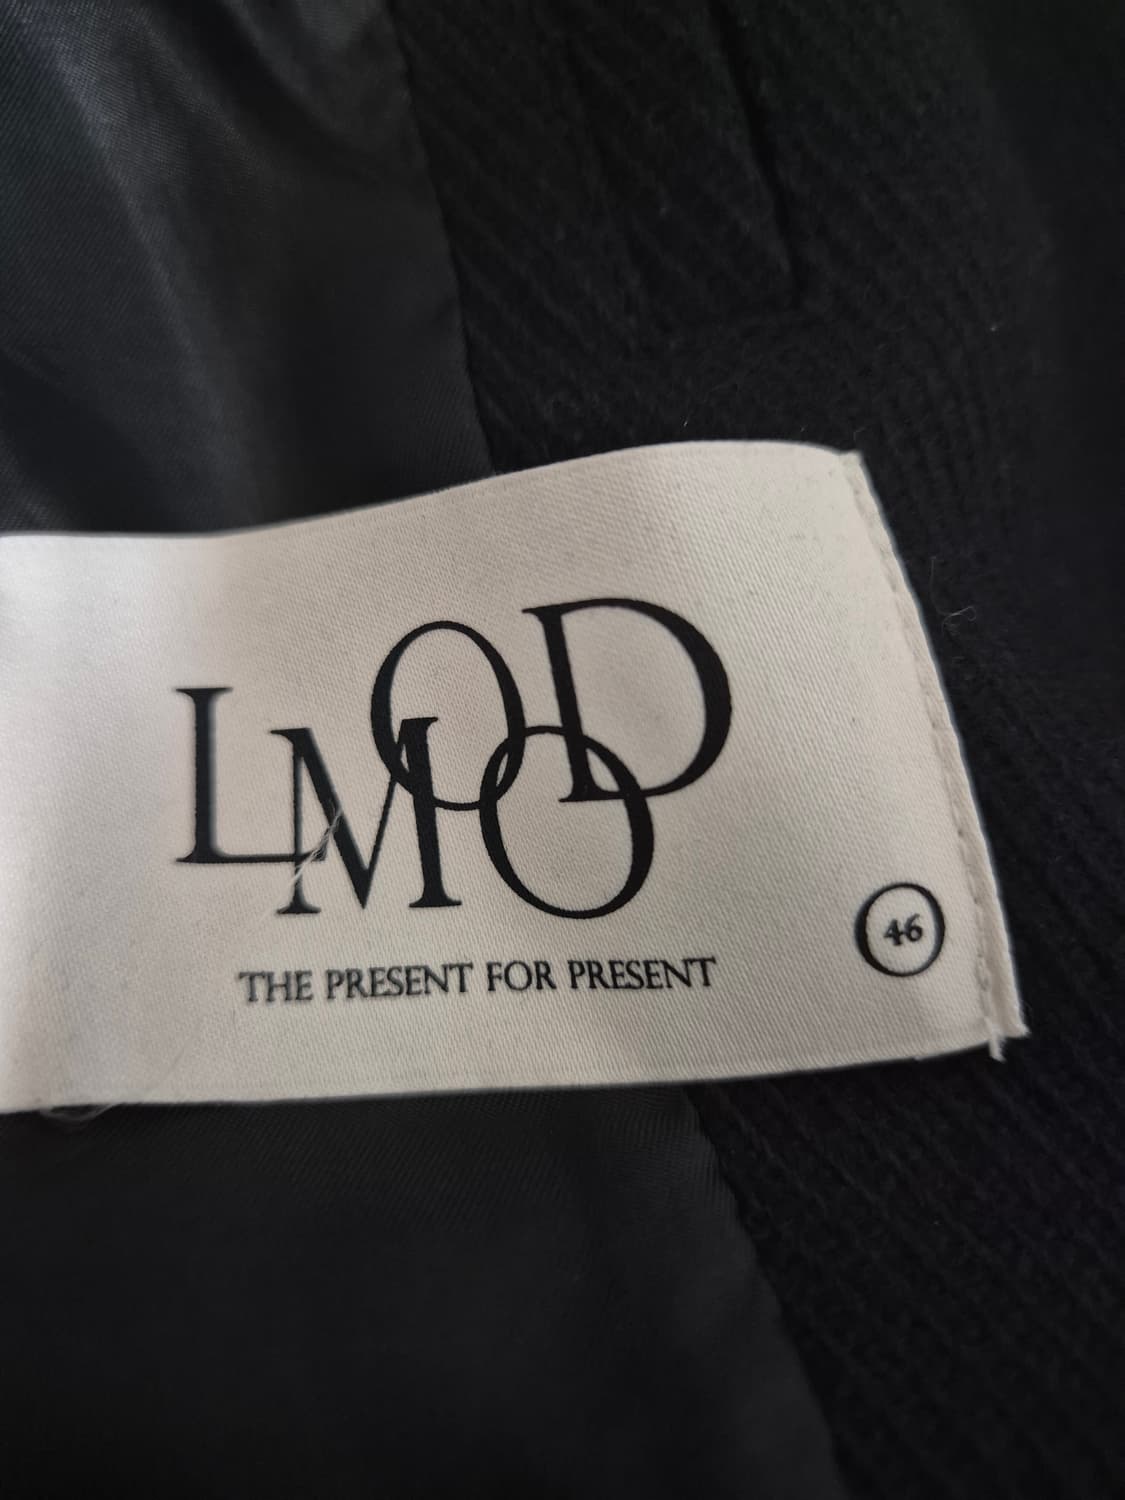 LMOOD
THE PRESENT FOR PRESENT
46